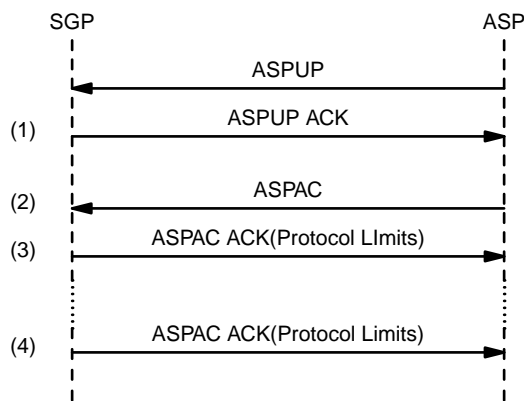 SGP ASP
ASPUP
(1) ASPUP ACK
(2) ASPAC
(3) ASPAC ACK(Protocol LImits)
(4) ASPAC ACK(Protocol Limits)